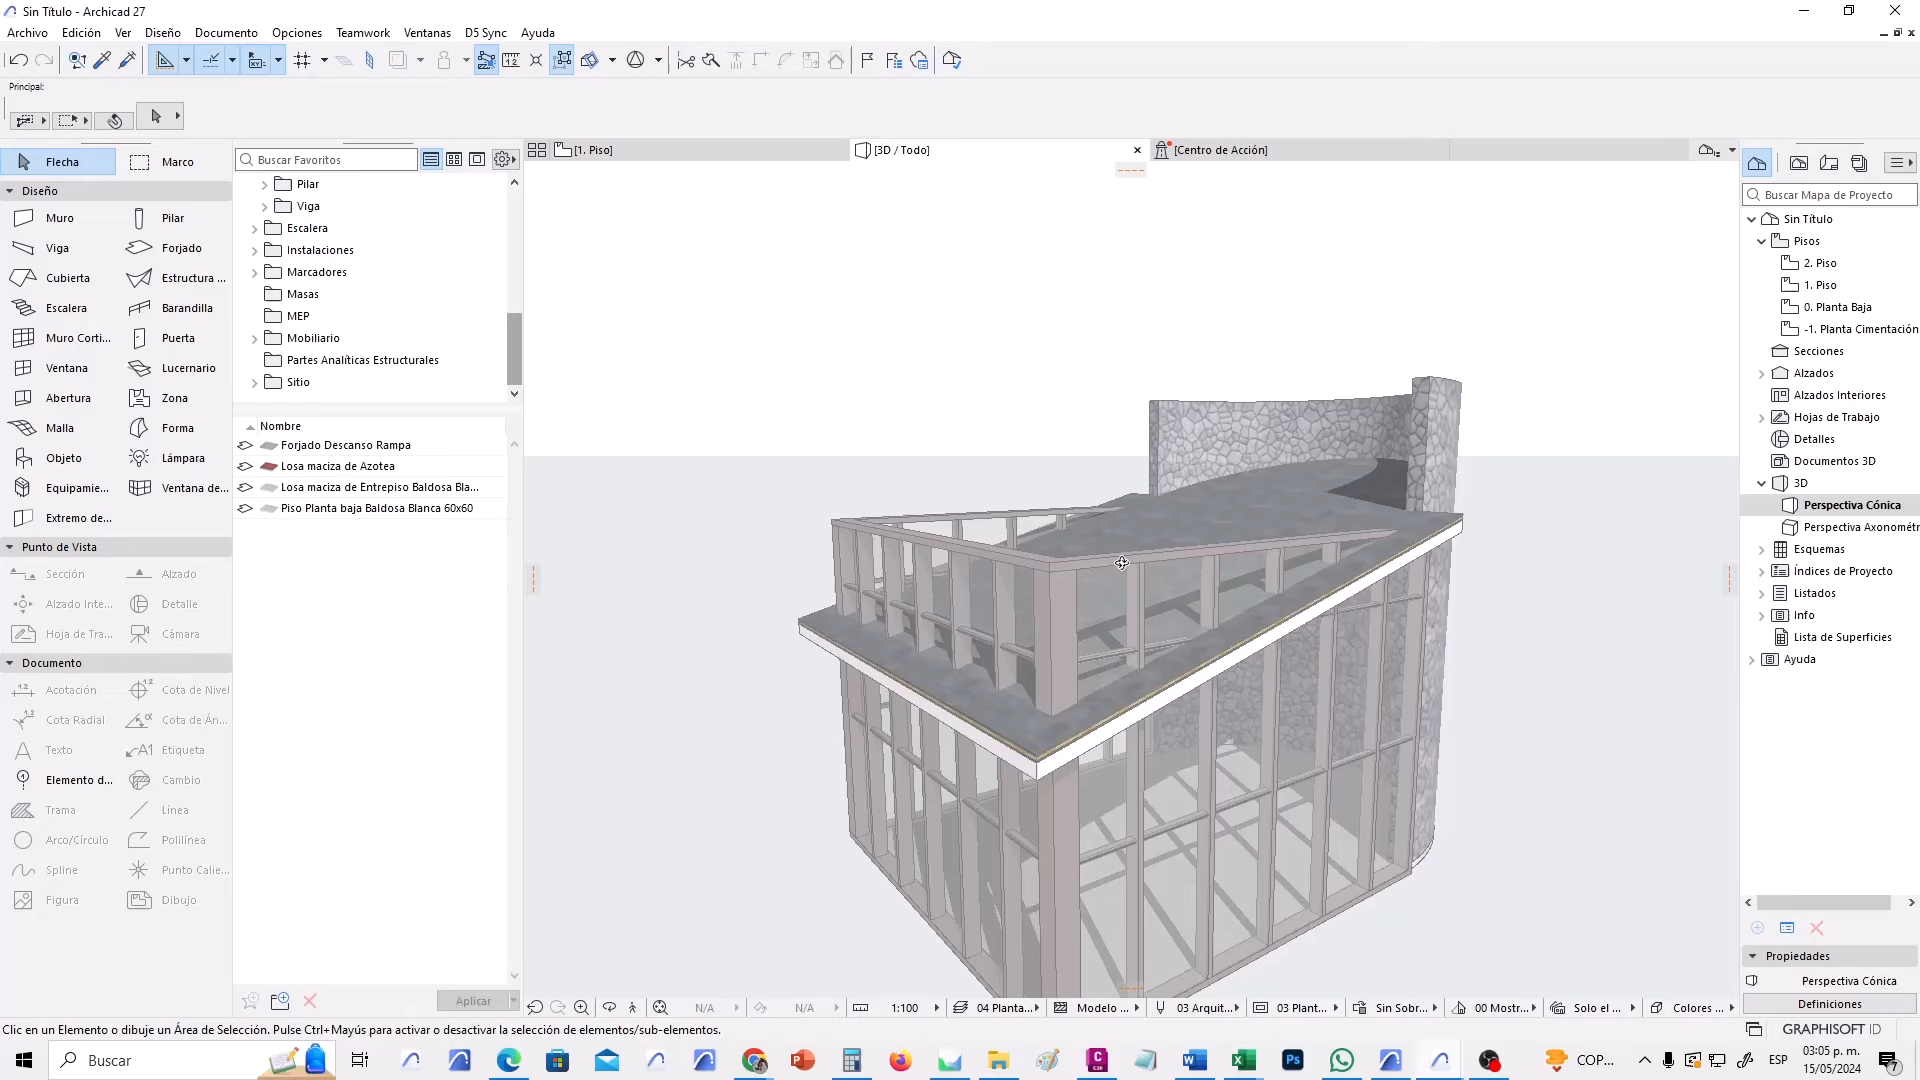 Sin Título - Archicad 27
Archivo Edición Ver Diseño Documento Opciones Teamwork Ventanas D5 Sync Ayuda
Principal:
Flecha Marco
Diseño
Muro Pilar
Viga Forjado
Cubierta Estructura ...
Escalera Barandilla
Muro Corti... Puerta
Ventana Lucernario
Abertura Zona
Malla Forma
Objeto Lámpara
Equipamie... Ventana de...
Extremo de...
Punto de Vista
Sección Alzado
Alzado Inte... Detalle
Hoja de Tra... Cámara
Documento
Acotación Cota de Nivel
Cota Radial Cota de Án...
Texto Etiqueta
Elemento d... Cambio
Trama Línea
Arco/Círculo Polilínea
Spline Punto Calie...
Figura Dibujo
Buscar Favoritos
Pilar
Viga
Escalera
Instalaciones
Marcadores
Masas
MEP
Mobiliario
Partes Analíticas Estructurales
Sitio
Nombre
Forjado Descanso Rampa
Losa maciza de Azotea
Losa maciza de Entrepiso Baldosa Bla...
Piso Planta baja Baldosa Blanca 60x60
Aplicar
[1. Piso] [3D / Todo] [Centro de Acción]
N/A N/A 1:100 04 Planta... Modelo ... 03 Arquit... 03 Plant... Sin Sobr... 00 Mostr... Solo el ... Colores ...
Buscar Mapa de Proyecto
Sin Título
Pisos
2. Piso
1. Piso
0. Planta Baja
-1. Planta Cimentación
Secciones
Alzados
Alzados Interiores
Hojas de Trabajo
Detalles
Documentos 3D
3D
Perspectiva Cónica
Perspectiva Axonométr
Esquemas
Índices de Proyecto
Listados
Info
Lista de Superficies
Ayuda
Propiedades
Perspectiva Cónica
Definiciones
Clic en un Elemento o dibuje un Área de Selección. Pulse Ctrl+Mayús para activar o desactivar la selección de elementos/sub-elementos.
GRAPHISOFT ID
Buscar
COP...
ESP
03:05 p. m.
15/05/2024
7